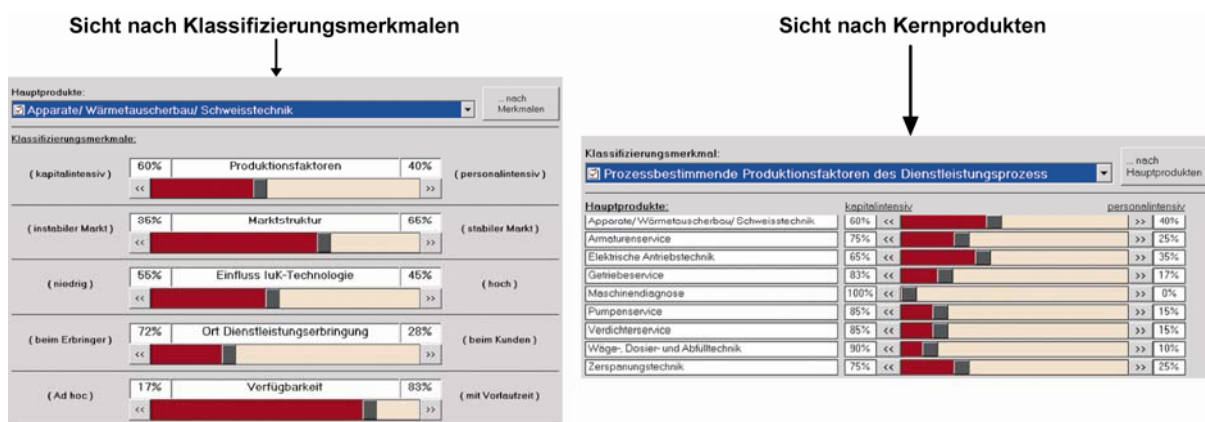 Sicht nach Klassifizierungsmerkmalen
Hauptprodukte:
Apparate/ Wärmetauscherbau/ Schweisstechnik
... nach
Merkmalen
Klassifizierungsmerkmale:
( kapitalintensiv ) 60% Produktionsfaktoren 40% ( personalintensiv )
<< >>
( instabiler Markt ) 35% Marktstruktur 65% ( stabiler Markt )
<< >>
( niedrig ) 55% Einfluss IuK-Technologie 45% ( hoch )
<< >>
( beim Erbringer ) 72% Ort Dienstleistungserbringung 28% ( beim Kunden )
<< >>
( Ad hoc ) 17% Verfügbarkeit 83% ( mit Vorlaufzeit )
<< >>
Sicht nach Kernprodukten
Klassifizierungsmerkmal:
Prozessbestimmende Produktionsfaktoren des Dienstleistungsprozess
... nach
Hauptprodukten
Hauptprodukte: kapitalintensiv personalintensiv
Apparate/ Wärmetauscherbau/ Schweisstechnik 60% << >> 40%
Armaturenservice 75% << >> 25%
Elektrische Antriebstechnik 65% << >> 35%
Getriebeservice 83% << >> 17%
Maschinendiagnose 100% << >> 0%
Pumpenservice 85% << >> 15%
Verdichterservice 85% << >> 15%
Wäge-, Dosier- und Abfülltechnik 90% << >> 10%
Zerspanungstechnik 75% << >> 25%